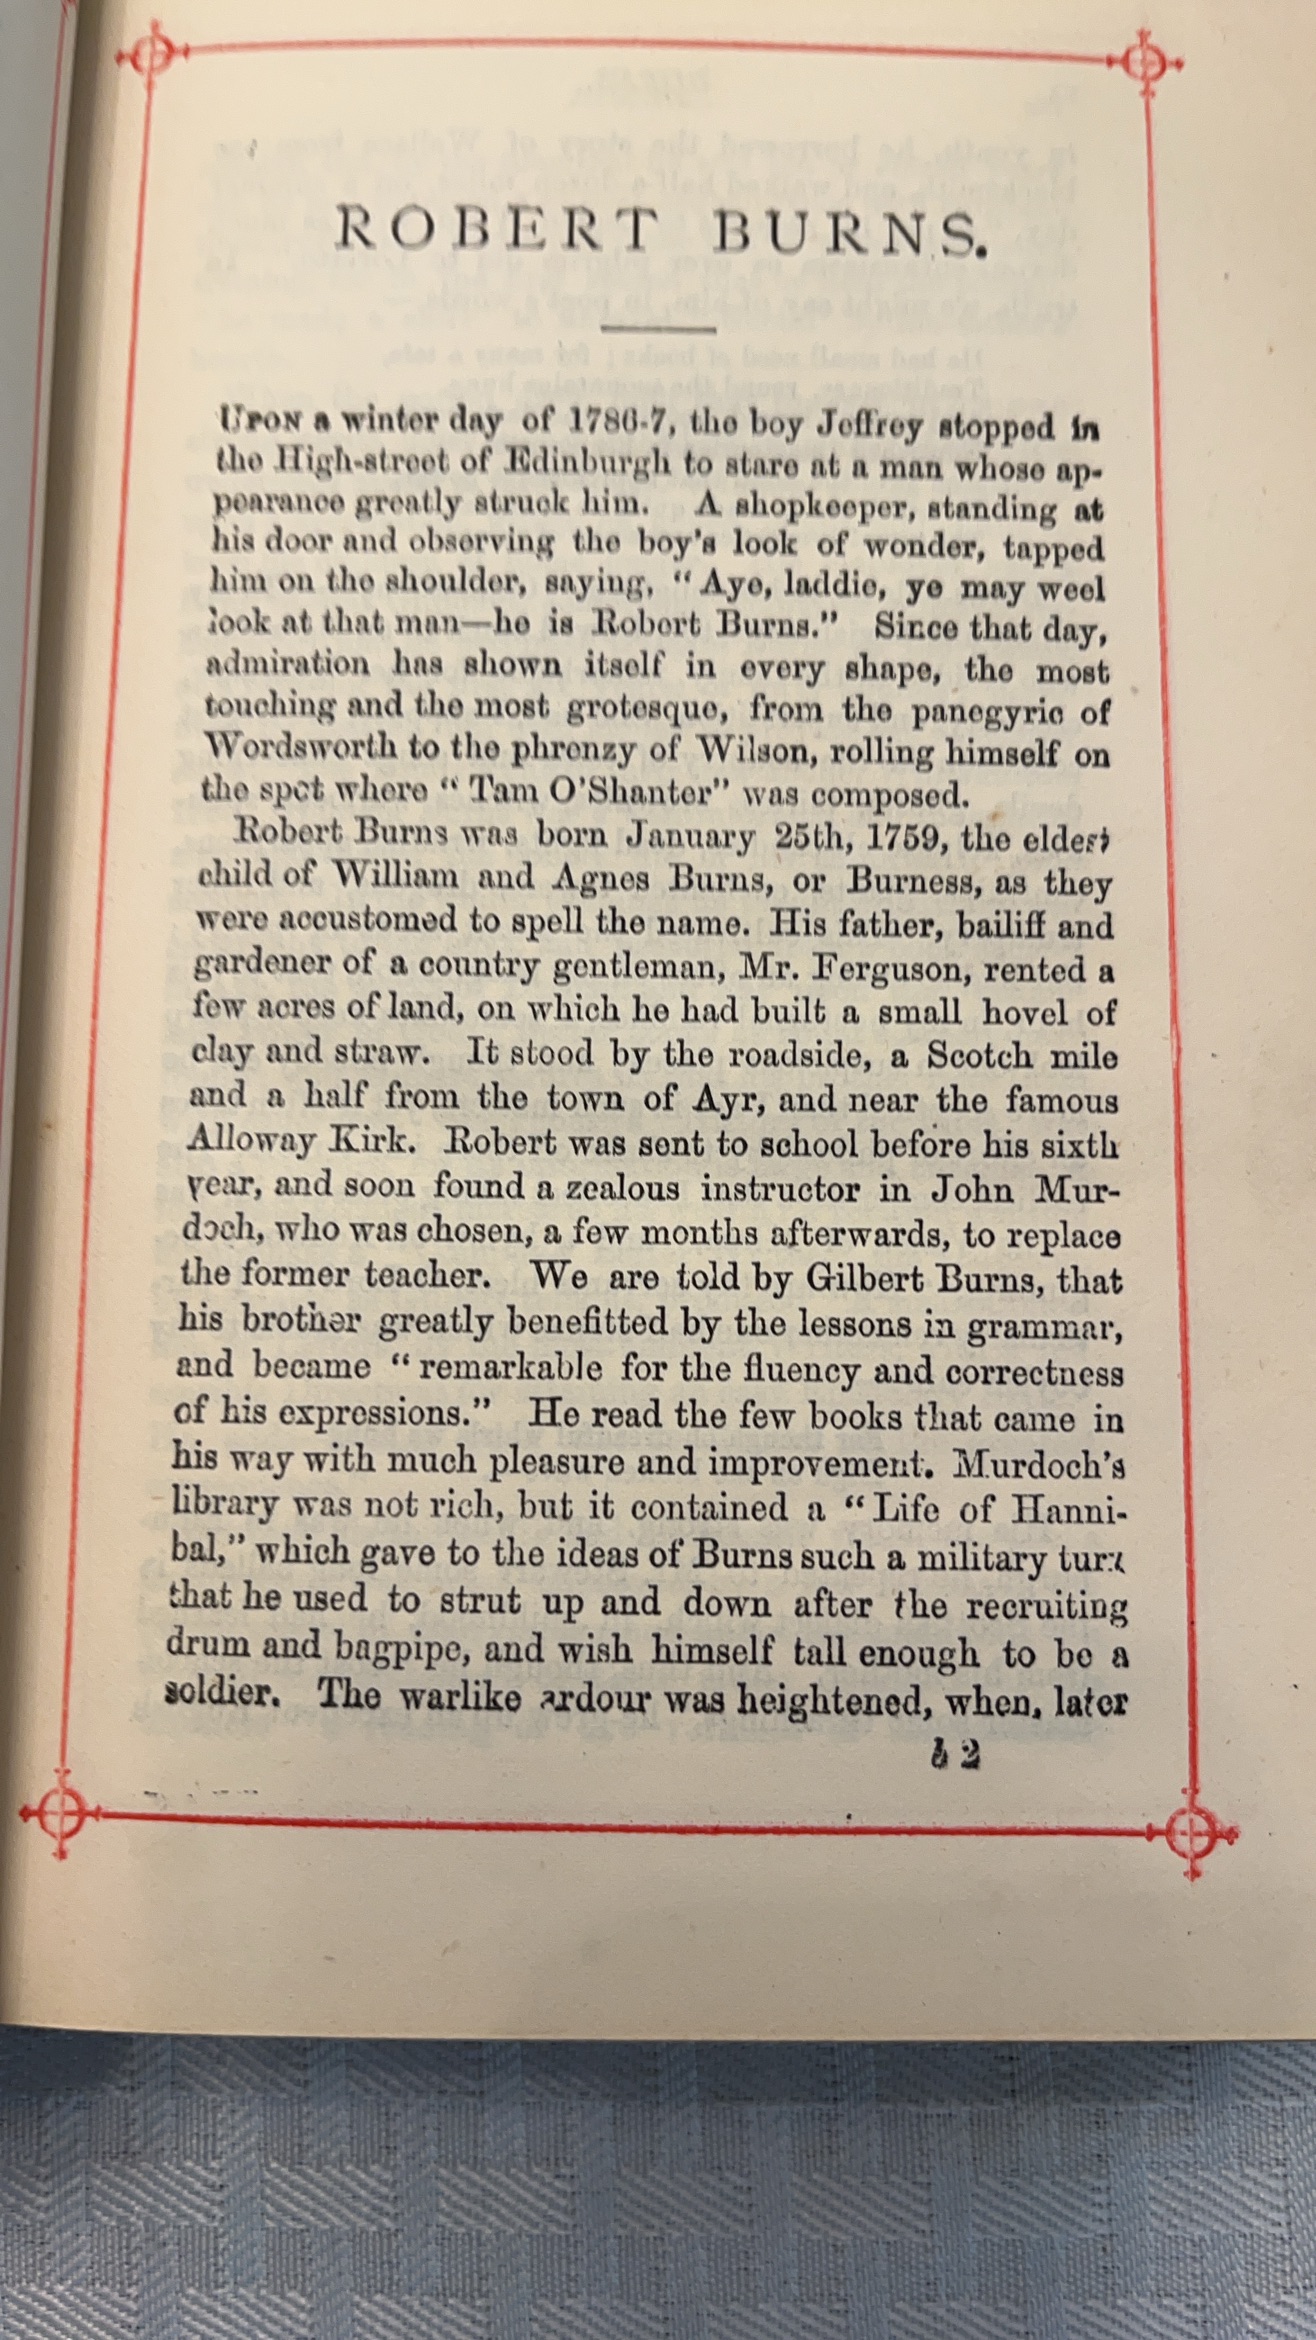 ROBERT BURNS.
UPON a winter day of 1786-7, the boy Jeffrey stopped in
the High-street of Edinburgh to stare at a man whose ap-
pearance greatly struck him. A shopkeeper, standing at
his door and observing the boy's look of wonder, tapped
him on the shoulder, saying, “Aye, laddie, ye may weel
look at that man—he is Robert Burns.” Since that day,
admiration has shown itself in every shape, the most
touching and the most grotesque, from the panegyric of
Wordsworth to the phrenzy of Wilson, rolling himself on
the spot where “Tam O'Shanter” was composed.
Robert Burns was born January 25th, 1759, the eldest
child of William and Agnes Burns, or Burness, as they
were accustomed to spell the name. His father, bailiff and
gardener of a country gentleman, Mr. Ferguson, rented a
few acres of land, on which he had built a small hovel of
clay and straw. It stood by the roadside, a Scotch mile
and a half from the town of Ayr, and near the famous
Alloway Kirk. Robert was sent to school before his sixth
year, and soon found a zealous instructor in John Mur-
doch, who was chosen, a few months afterwards, to replace
the former teacher. We are told by Gilbert Burns, that
his brother greatly benefitted by the lessons in grammar,
and became “remarkable for the fluency and correctness
of his expressions.” He read the few books that came in
his way with much pleasure and improvement. Murdoch's
library was not rich, but it contained a “Life of Hanni-
bal,” which gave to the ideas of Burns such a military turn
that he used to strut up and down after the recruiting
drum and bagpipe, and wish himself tall enough to be a
soldier. The warlike ardour was heightened, when, later
b 2